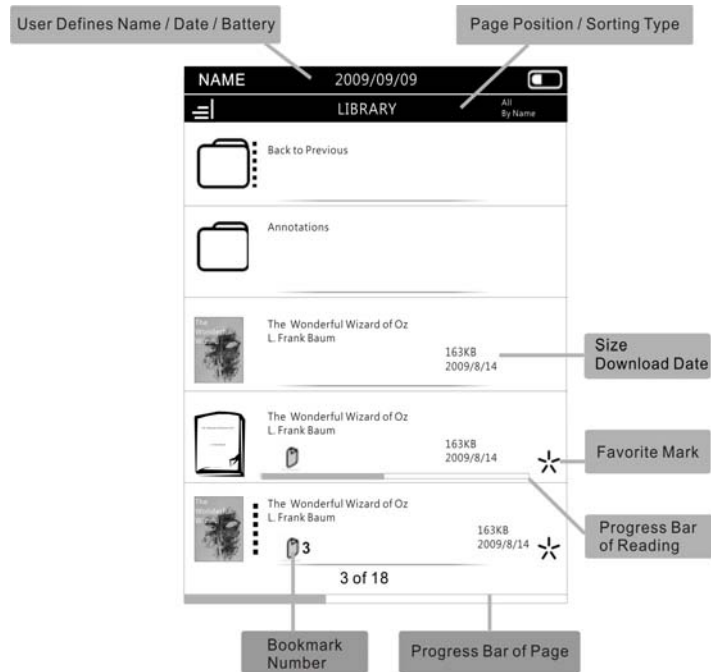 User Defines Name / Date / Battery
Page Position / Sorting Type
NAME 2009/09/09
LIBRARY
All
By Name
Back to Previous
Annotations
The Wonderful Wizard of Oz
L. Frank Baum
163KB
2009/8/14
Size
Download Date
The Wonderful Wizard of Oz
L. Frank Baum
163KB
2009/8/14
Favorite Mark
Progress Bar
of Reading
The Wonderful Wizard of Oz
L. Frank Baum
3
163KB
2009/8/14
3 of 18
Bookmark
Number
Progress Bar of Page